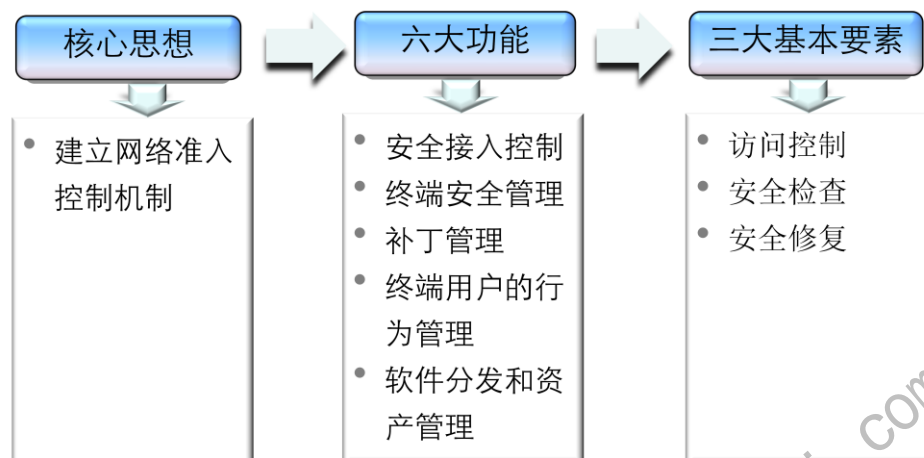 核心思想
• 建立网络准入
控制机制
六大功能
• 安全接入控制
• 终端安全管理
• 补丁管理
• 终端用户的行
为管理
• 软件分发和资
产管理
三大基本要素
• 访问控制
• 安全检查
• 安全修复
com